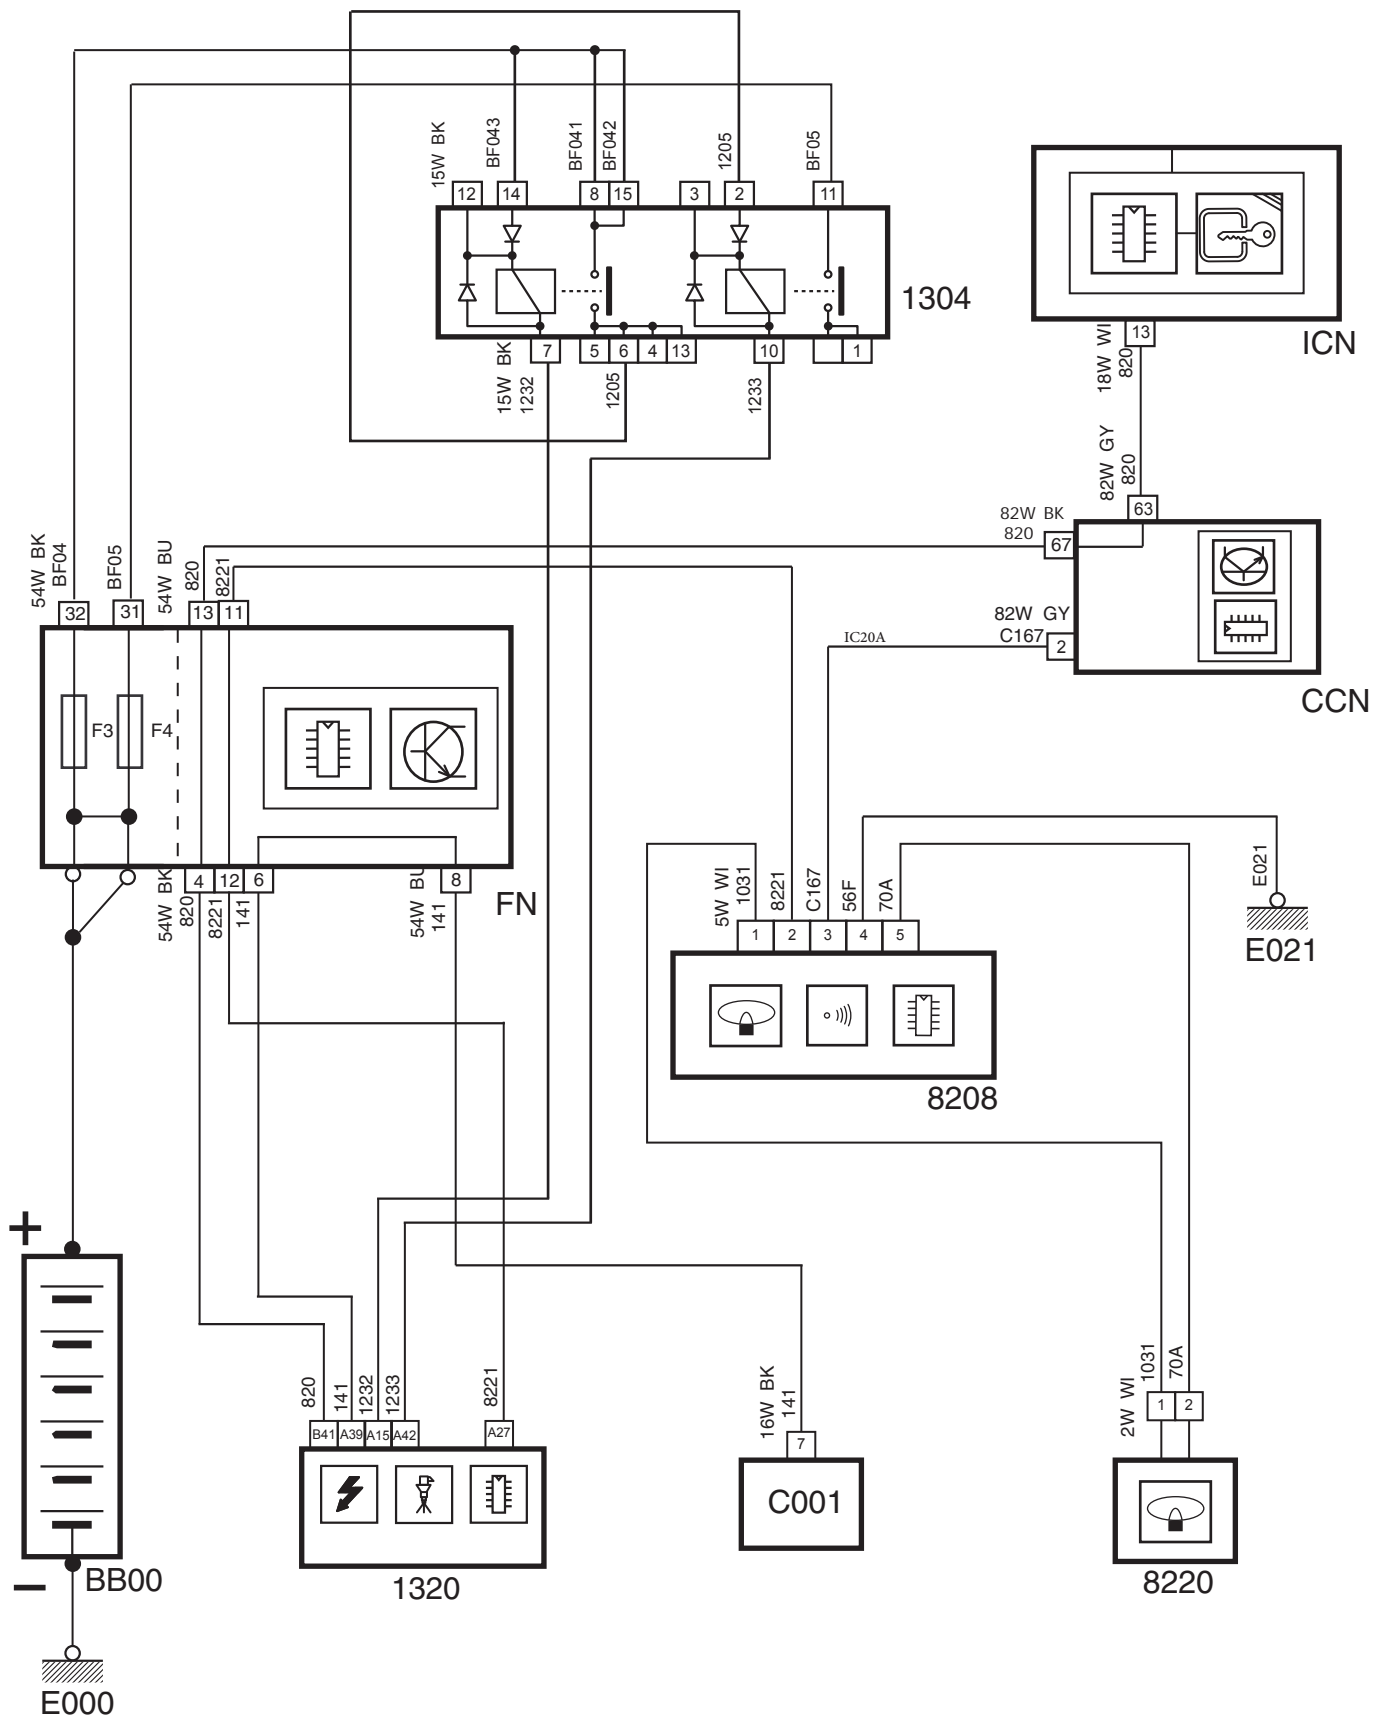 15W BK
BF043
BF041
BF042
1205
BF05
12 14 8 15 3 2 11
1304
7 5 6 4 13 10 1
15W BK
1232
1205
1233
ICN
13
18W WI
820
82W GY
820
63
82W BK
820
67
82W GY
C167
2
IC20A
CCN
54W BK
BF04
BF05
54W BU
820
8221
32 31 13 11
F3 F4
4 12 6 8
54W BK
820
8221
141
54W BU
141
FN
5W WI
1031
8221
C167
56F
70A
1 2 3 4 5
8208
E021
E021
+
BB00
–
E000
820
141
1232
1233
8221
B41 A39 A15 A42 A27
1320
16W BK
141
7
C001
2W WI
1031
70A
1 2
8220